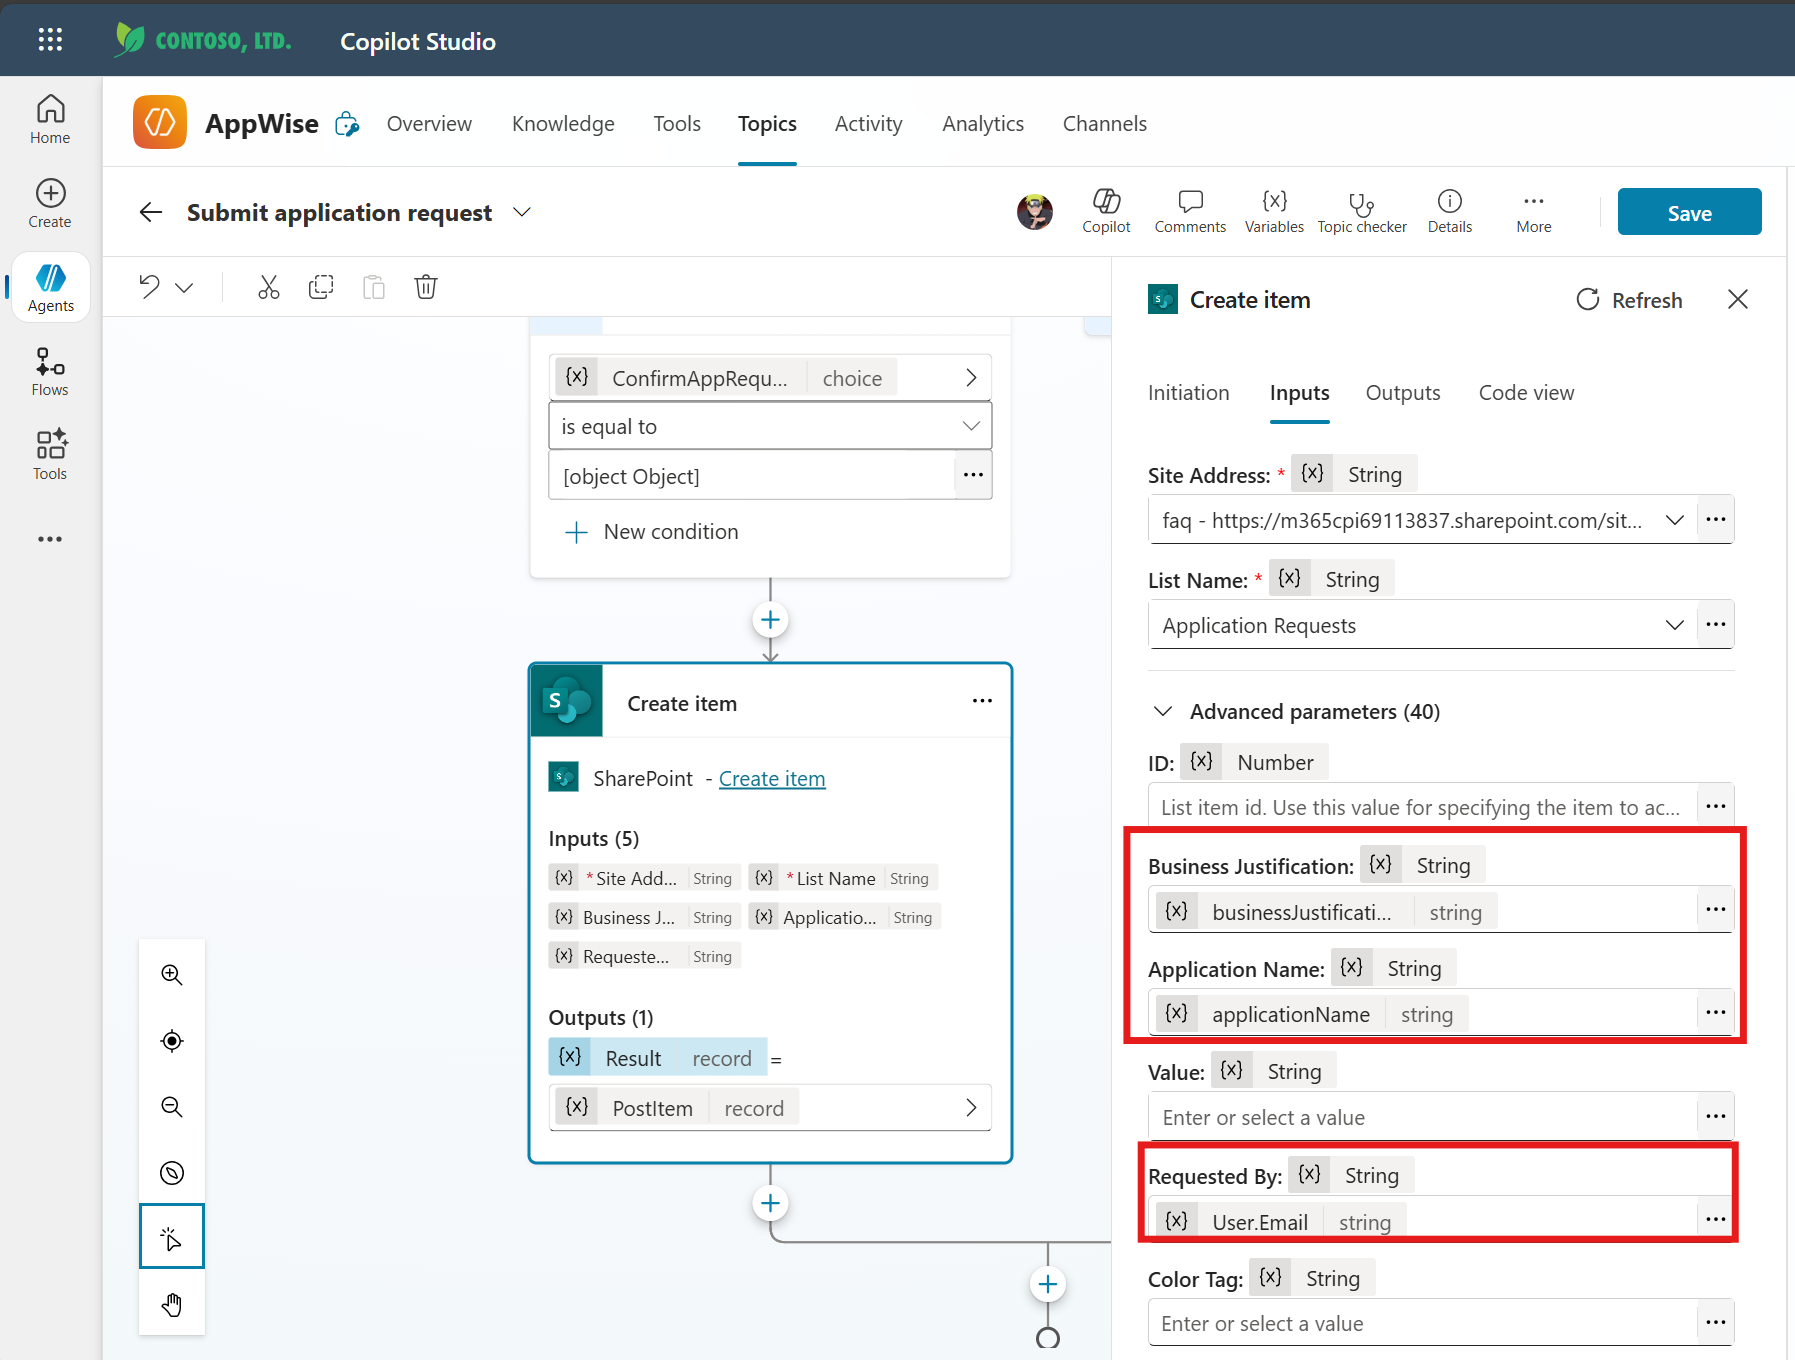 CONTOSO, LTD.
Copilot Studio
Home
Create
Agents
Flows
Tools
AppWise
Overview
Knowledge
Tools
Topics
Activity
Analytics
Channels
Submit application request
Copilot
Comments
{x}
Variables
Topic checker
Details
More
Save
{x} ConfirmAppRequ... choice
is equal to
[object Object]
New condition
S
Create item
S
SharePoint - Create item
Inputs (5)
{x} *Site Add... String {x} *List Name String
{x} Business J... String {x} Applicatio... String
{x} Requeste... String
Outputs (1)
{x} Result record =
{x} PostItem record
S
Create item
Refresh
Initiation
Inputs
Outputs
Code view
Site Address: * {x} String
faq - https://m365cpi69113837.sharepoint.com/sit...
List Name: * {x} String
Application Requests
Advanced parameters (40)
ID: {x} Number
List item id. Use this value for specifying the item to ac...
Business Justification: {x} String
{x} businessJustificati... string
Application Name: {x} String
{x} applicationName string
Value: {x} String
Enter or select a value
Requested By: {x} String
{x} User.Email string
Color Tag: {x} String
Enter or select a value